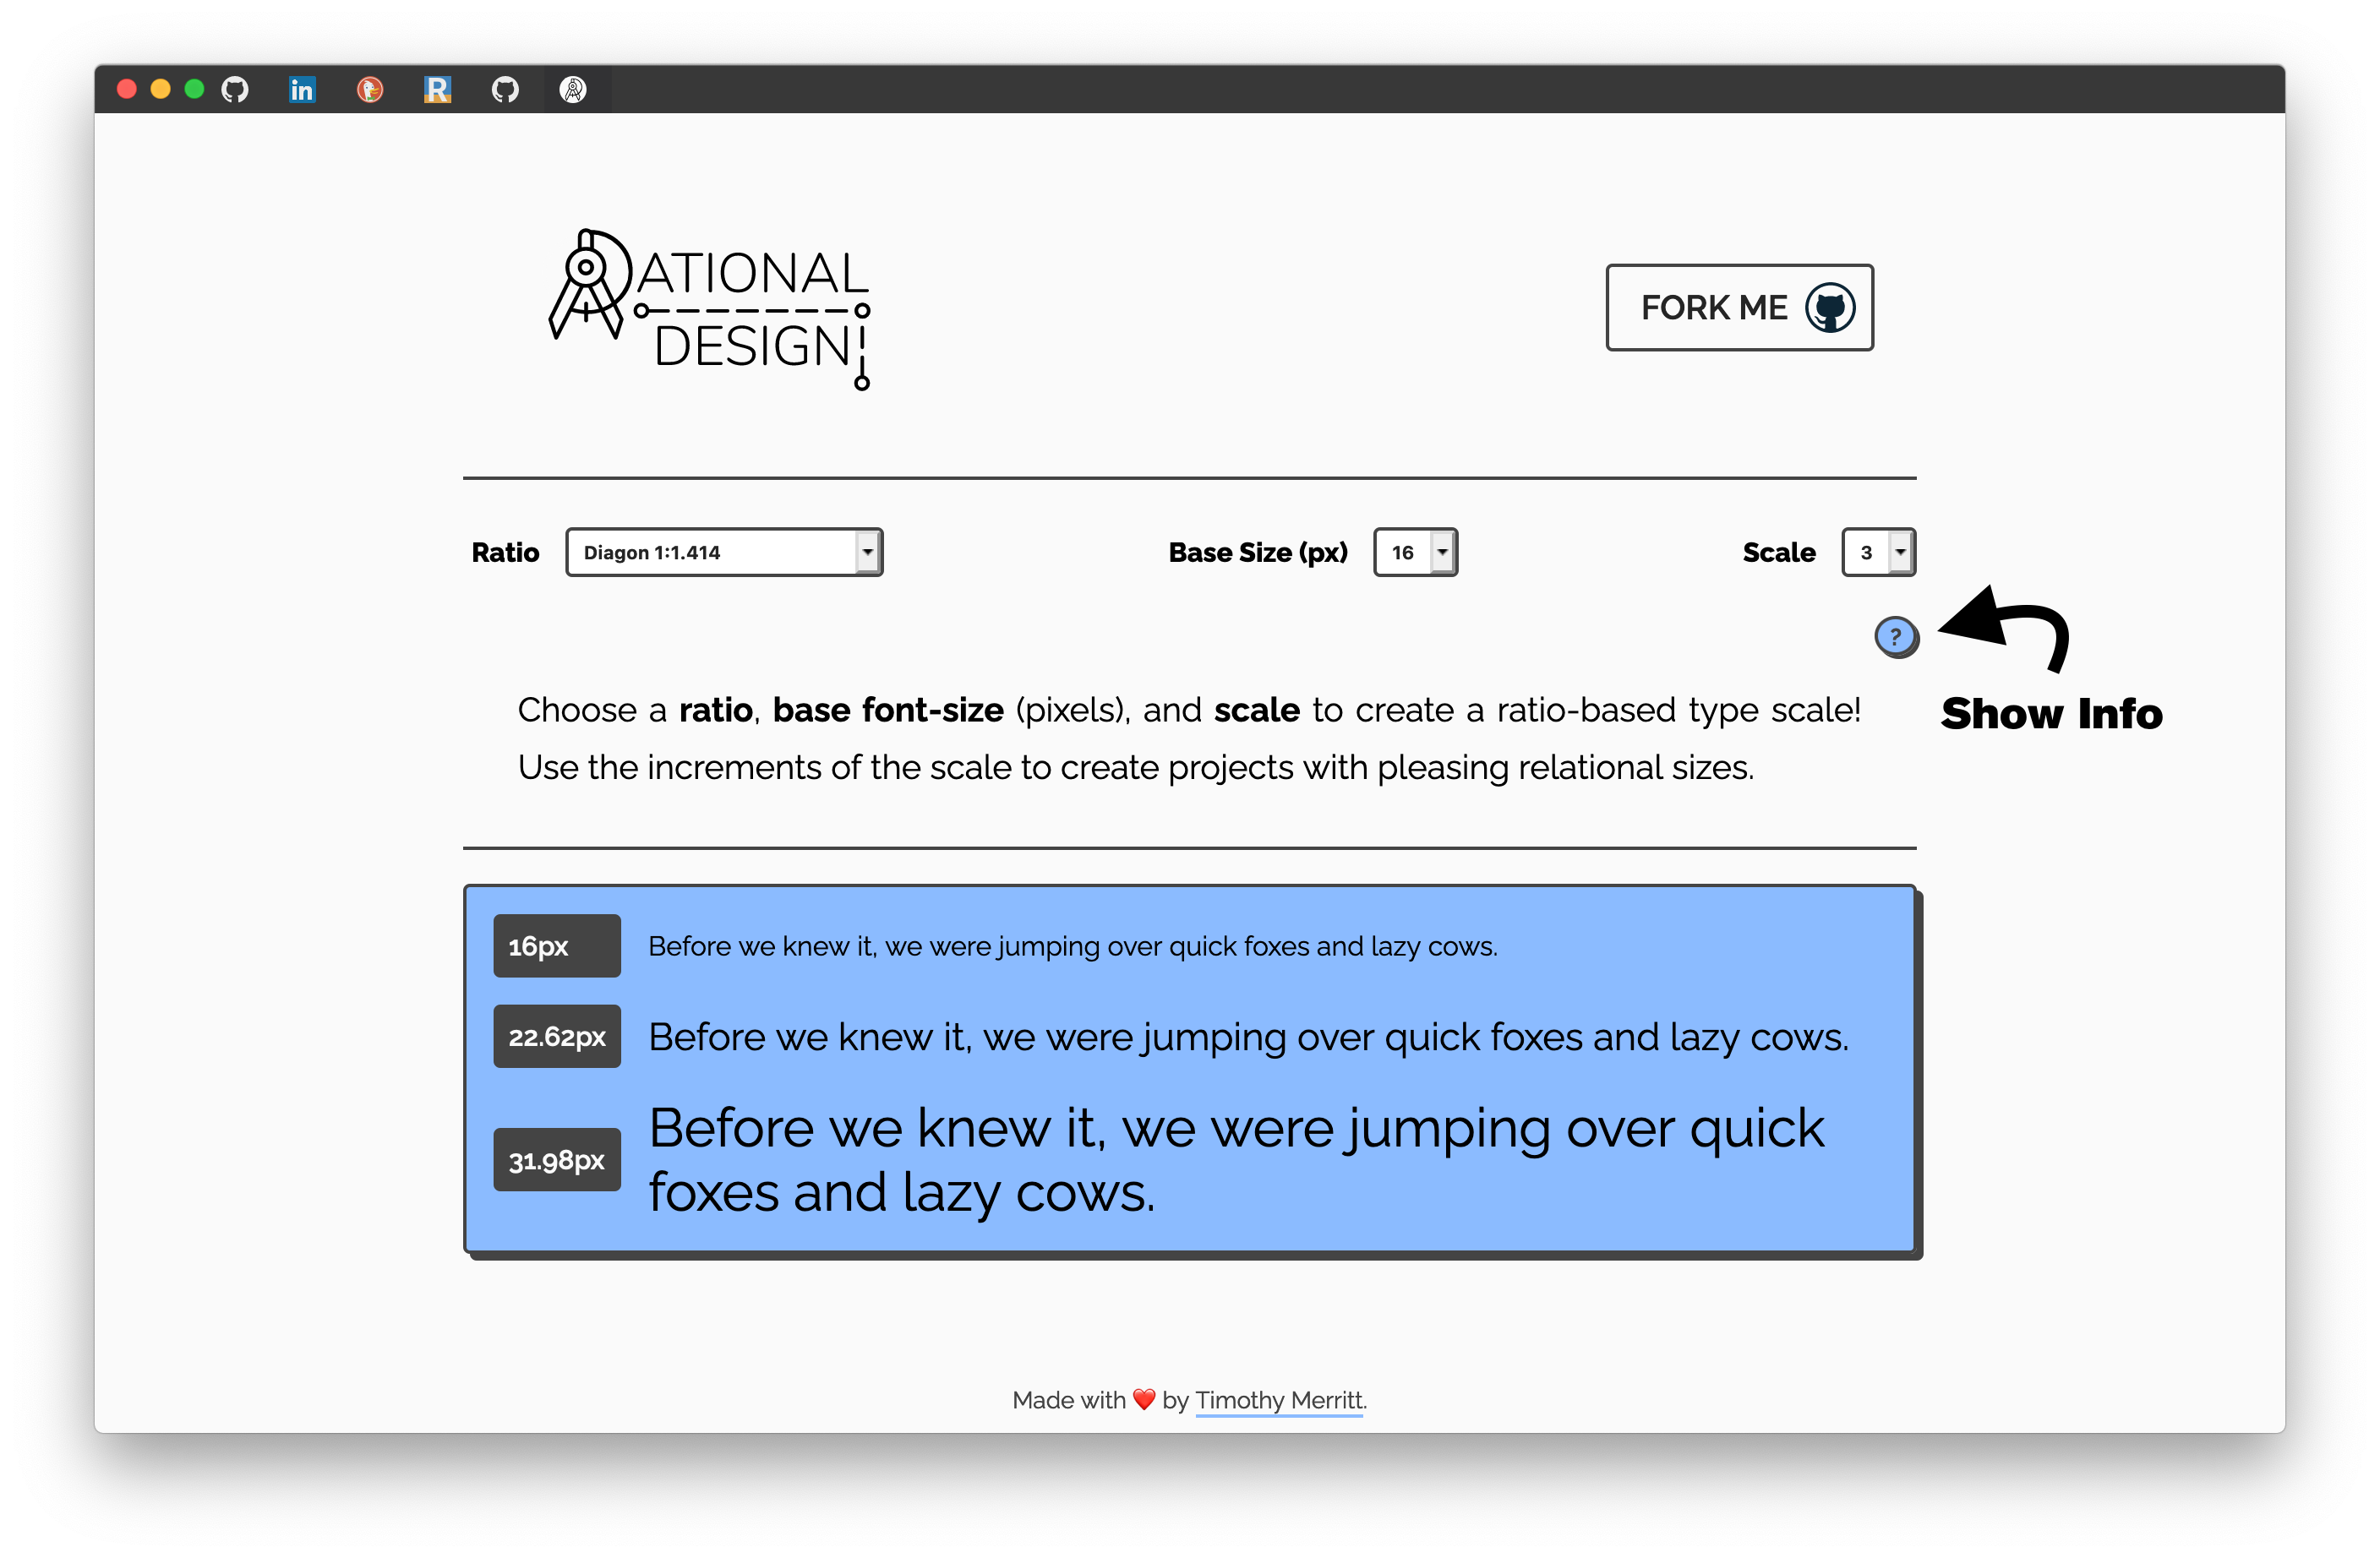 in
R
RATIONAL
DESIGN
FORK ME
Ratio Diagon 1:1.414 Base Size (px) 16 Scale 3
?
Show Info
Choose a ratio, base font-size (pixels), and scale to create a ratio-based type scale!
Use the increments of the scale to create projects with pleasing relational sizes.
16px Before we knew it, we were jumping over quick foxes and lazy cows.
22.62px Before we knew it, we were jumping over quick foxes and lazy cows.
31.98px Before we knew it, we were jumping over quick
foxes and lazy cows.
Made with ❤️ by Timothy Merritt.